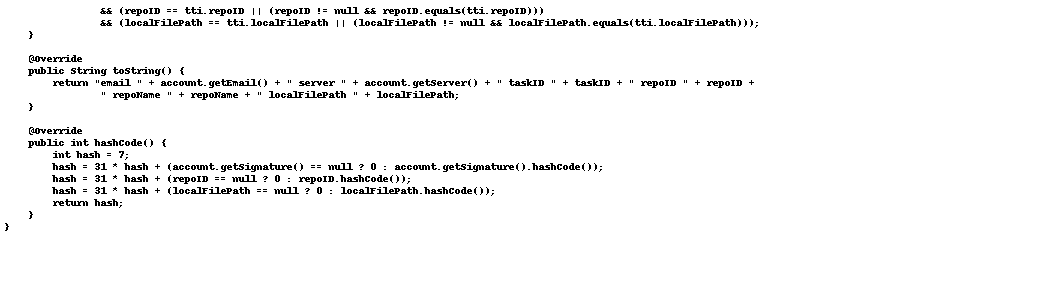 && (repoID == tti.repoID || (repoID != null && repoID.equals(tti.repoID)))
                && (localFilePath == tti.localFilePath || (localFilePath != null && localFilePath.equals(tti.localFilePath)));
    }

    @Override
    public String toString() {
        return "email " + account.getEmail() + " server " + account.getServer() + " taskID " + taskID + " repoID " + repoID +
                " repoName " + repoName + " localFilePath " + localFilePath;
    }

    @Override
    public int hashCode() {
        int hash = 7;
        hash = 31 * hash + (account.getSignature() == null ? 0 : account.getSignature().hashCode());
        hash = 31 * hash + (repoID == null ? 0 : repoID.hashCode());
        hash = 31 * hash + (localFilePath == null ? 0 : localFilePath.hashCode());
        return hash;
    }
}